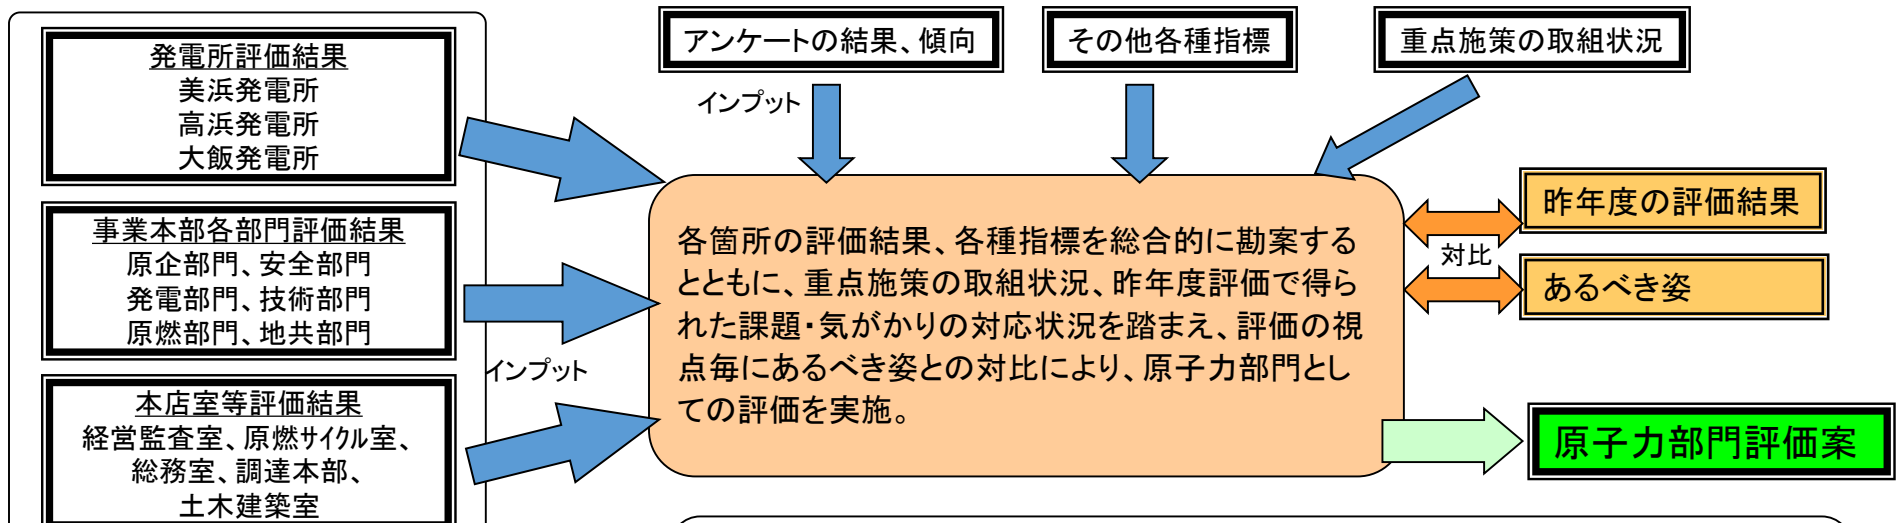 発電所評価結果
美浜発電所
高浜発電所
大飯発電所
事業本部各部門評価結果
原企部門、安全部門
発電部門、技術部門
原燃部門、地共部門
本店室等評価結果
経営監査室、原燃サイクル室、
総務室、調達本部、
土木建築室
インプット
アンケートの結果、傾向
その他各種指標
重点施策の取組状況
インプット
各箇所の評価結果、各種指標を総合的に勘案する
とともに、重点施策の取組状況、昨年度評価で得ら
れた課題・気がかりの対応状況を踏まえ、評価の視
点毎にあるべき姿との対比により、原子力部門とし
ての評価を実施。
昨年度の評価結果
対比
あるべき姿
原子力部門評価案